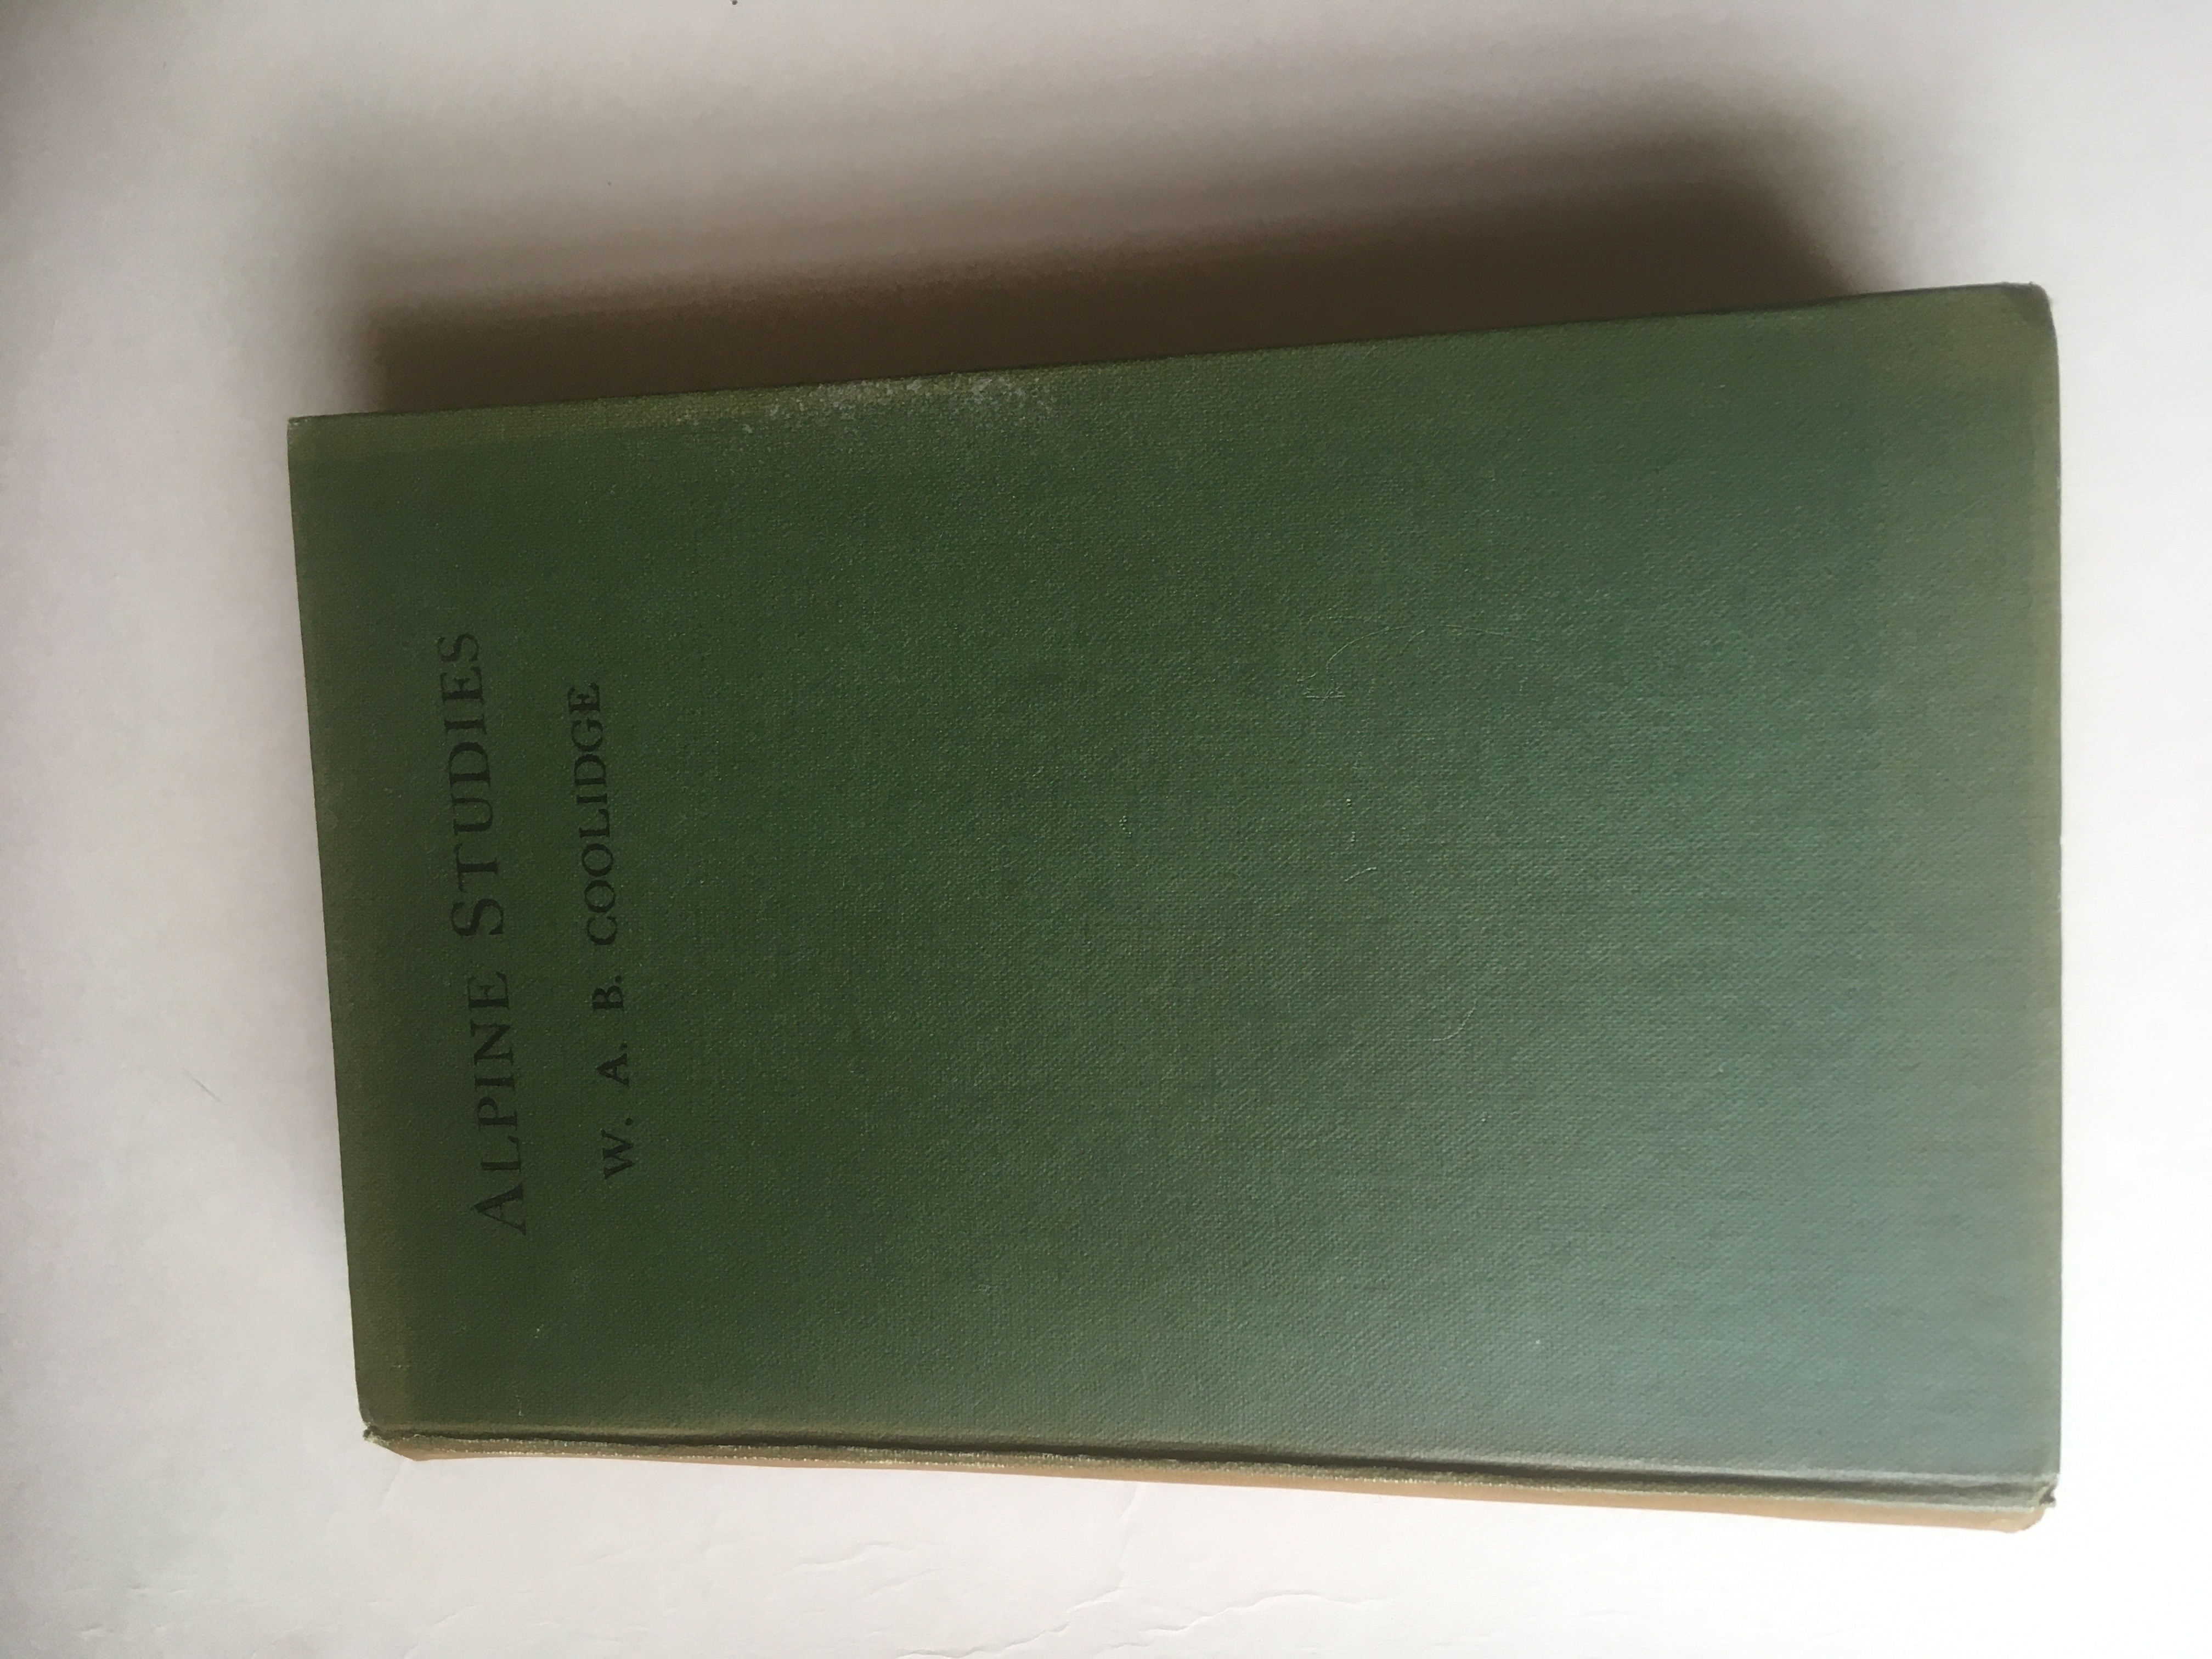 ALPINE STUDIES
W. A. B. COOLIDGE